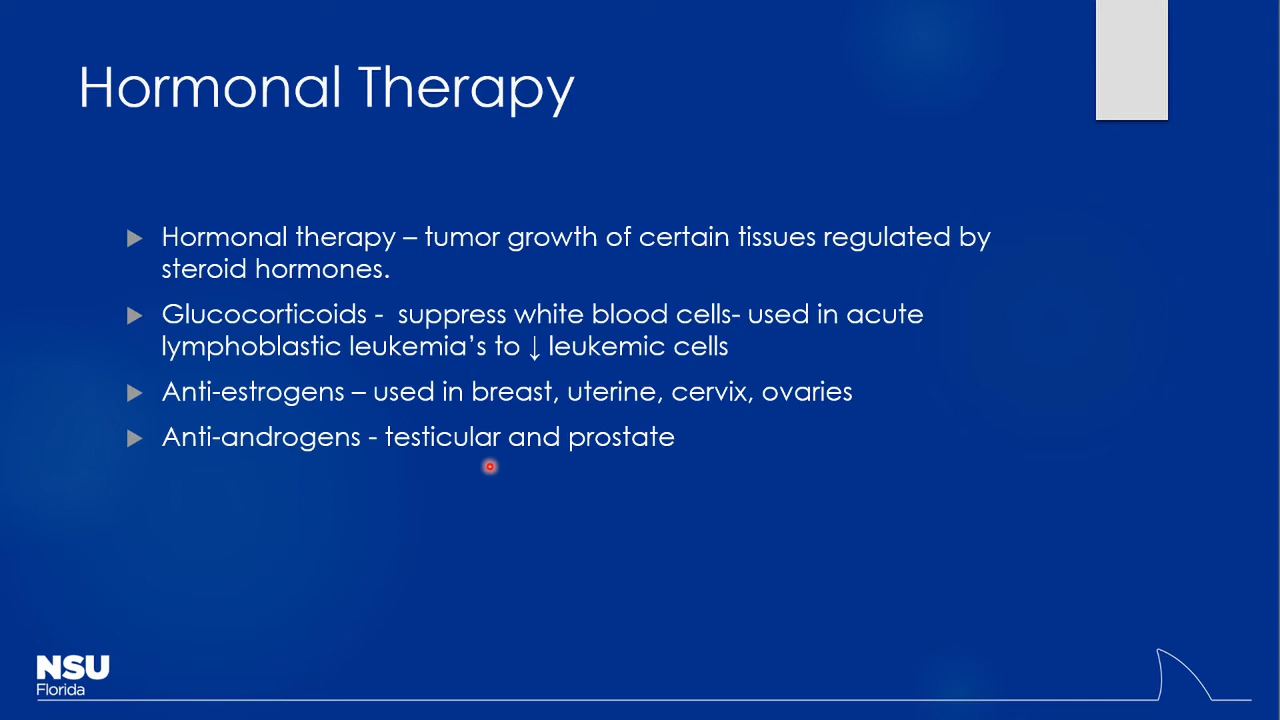 Hormonal Therapy
Hormonal therapy – tumor growth of certain tissues regulated by
steroid hormones.
Glucocorticoids -  suppress white blood cells- used in acute
lymphoblastic leukemia’s to ↓ leukemic cells
Anti-estrogens – used in breast, uterine, cervix, ovaries
Anti-androgens - testicular and prostate
NSU
Florida